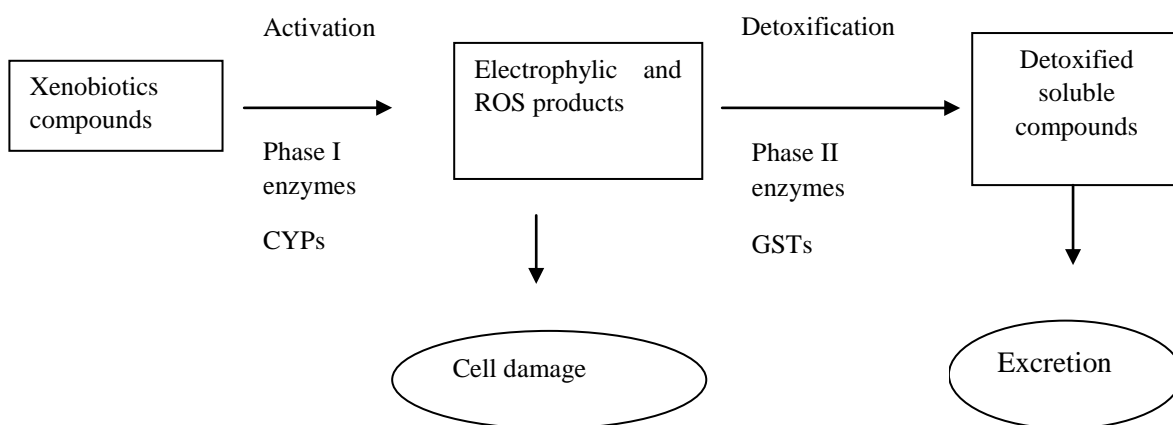 Activation
Detoxification
Xenobiotics
compounds
Electrophylic and
ROS products
Detoxified
soluble
compounds
Phase I
enzymes
CYPs
Phase II
enzymes
GSTs
Cell damage
Excretion